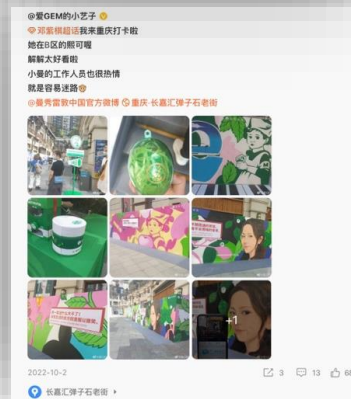 @爱GEM的小艺子
邓紫棋超话我来重庆打卡啦
她在B区的熙可喔
解解太好看啦
小曼的工作人员也很热情
就是容易迷路
@曼秀雷敦中国官方微博 重庆·长嘉汇弹子石老街
+1
2022-10-2
3
13
68
长嘉汇弹子石老街